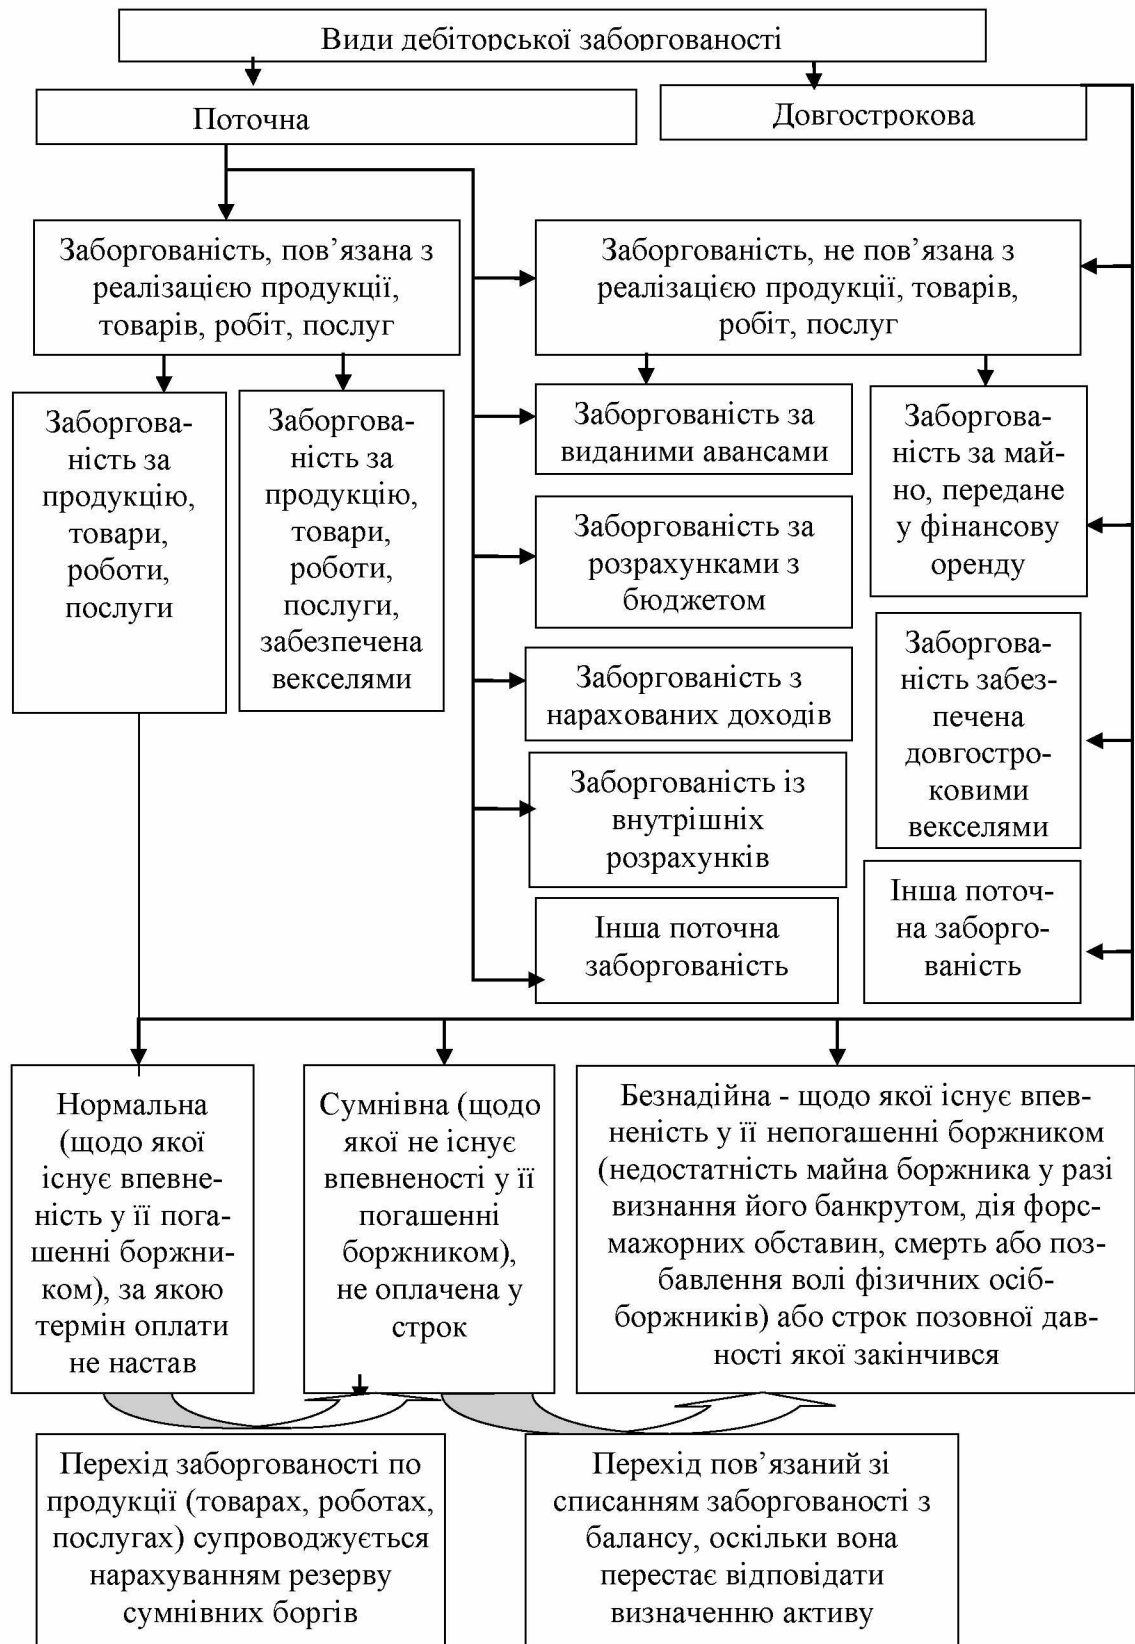 Види дебіторської заборгованості
Поточна
Довгострокова
Заборгованість, пов’язана з
реалізацією продукції,
товарів, робіт, послуг
Заборгованість, не пов’язана з
реалізацією продукції, товарів,
робіт, послуг
Заборгова-
ність за
продукцію,
товари,
роботи,
послуги
Заборгова-
ність за
продукцію,
товари,
роботи,
послуги,
забезпечена
векселями
Заборгованість за
виданими авансами
Заборгованість за
розрахунками з
бюджетом
Заборгованість з
нарахованих доходів
Заборгованість із
внутрішніх
розрахунків
Інша поточна
заборгованість
Заборгова-
ність за май-
но, передане
у фінансову
оренду
Заборгова-
ність забез-
печена
довгостро-
ковими
векселями
Інша поточ-
на заборго-
ваність
Нормальна
(щодо якої
існує впевне-
ність у її пога-
шенні боржни-
ком), за якою
термін оплати
не настав
Сумнівна (щодо
якої не існує
впевненості у її
погашенні
боржником),
не оплачена у
строк
Безнадійна - щодо якої існує впев-
неність у її непогашенні боржником
(недостатність майна боржника у разі
визнання його банкрутом, дія форс-
мажорних обставин, смерть або поз-
бавлення волі фізичних осіб-
боржників) або строк позовної дав-
ності якої закінчився
Перехід заборгованості по
продукції (товарах, роботах,
послугах) супроводжується
нарахуванням резерву
сумнівних боргів
Перехід пов’язаний зі
списанням заборгованості з
балансу, оскільки вона
перестає відповідати
визначенню активу